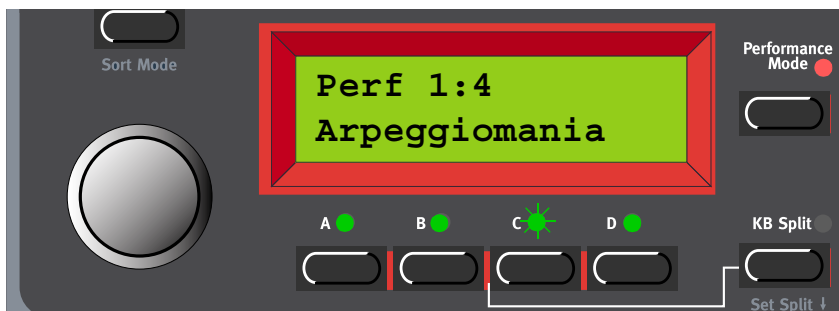 Sort Mode
Perf 1:4
Arpeggiomania
Performance
Mode
A
B
C
D
KB Split
Set Split ↓